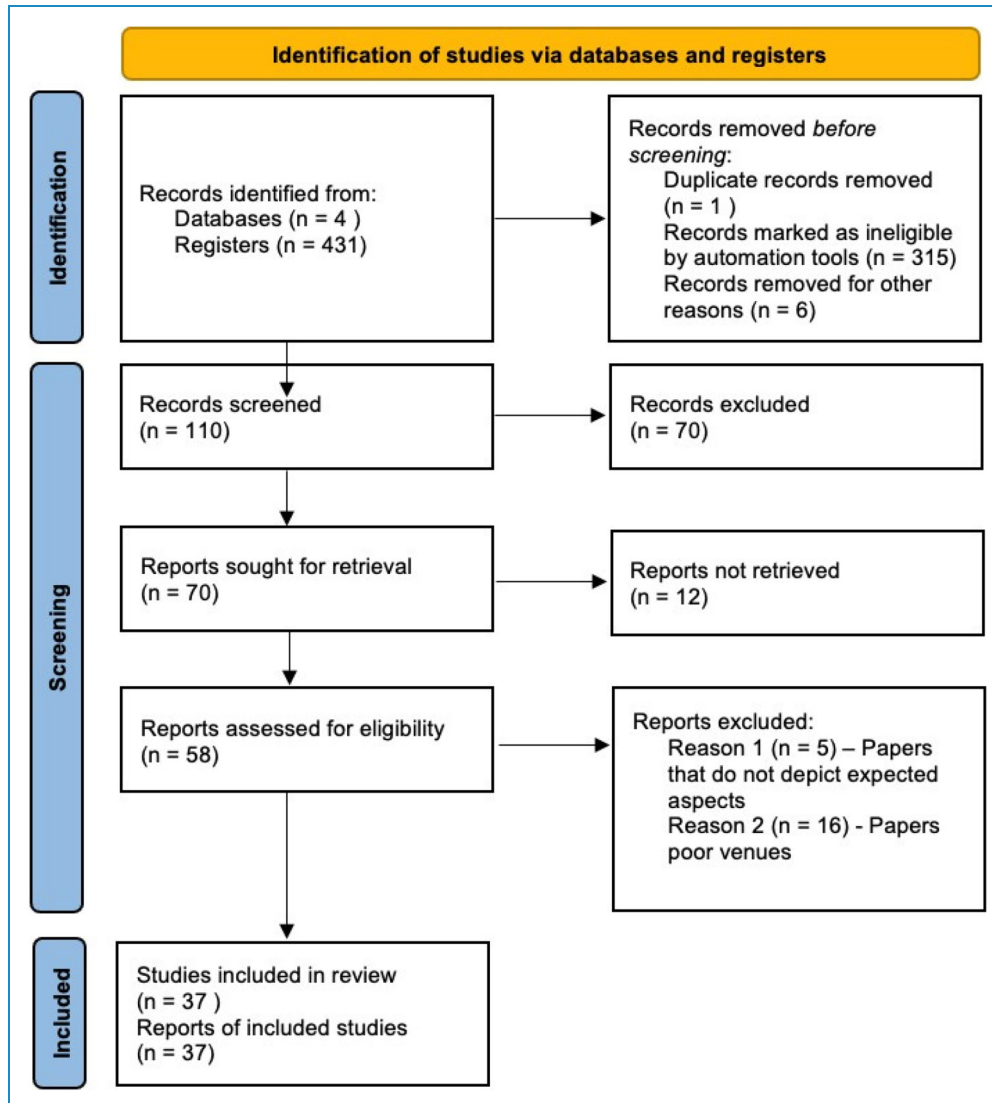 Identification of studies via databases and registers
Identification
Records identified from:
Databases (n = 4 )
Registers (n = 431)
Records removed before
screening:
Duplicate records removed
(n = 1 )
Records marked as ineligible
by automation tools (n = 315)
Records removed for other
reasons (n = 6)
Screening
Records screened
(n = 110)
Records excluded
(n = 70)
Reports sought for retrieval
(n = 70)
Reports not retrieved
(n = 12)
Reports assessed for eligibility
(n = 58)
Reports excluded:
Reason 1 (n = 5) – Papers
that do not depict expected
aspects
Reason 2 (n = 16) - Papers
poor venues
Included
Studies included in review
(n = 37 )
Reports of included studies
(n = 37)